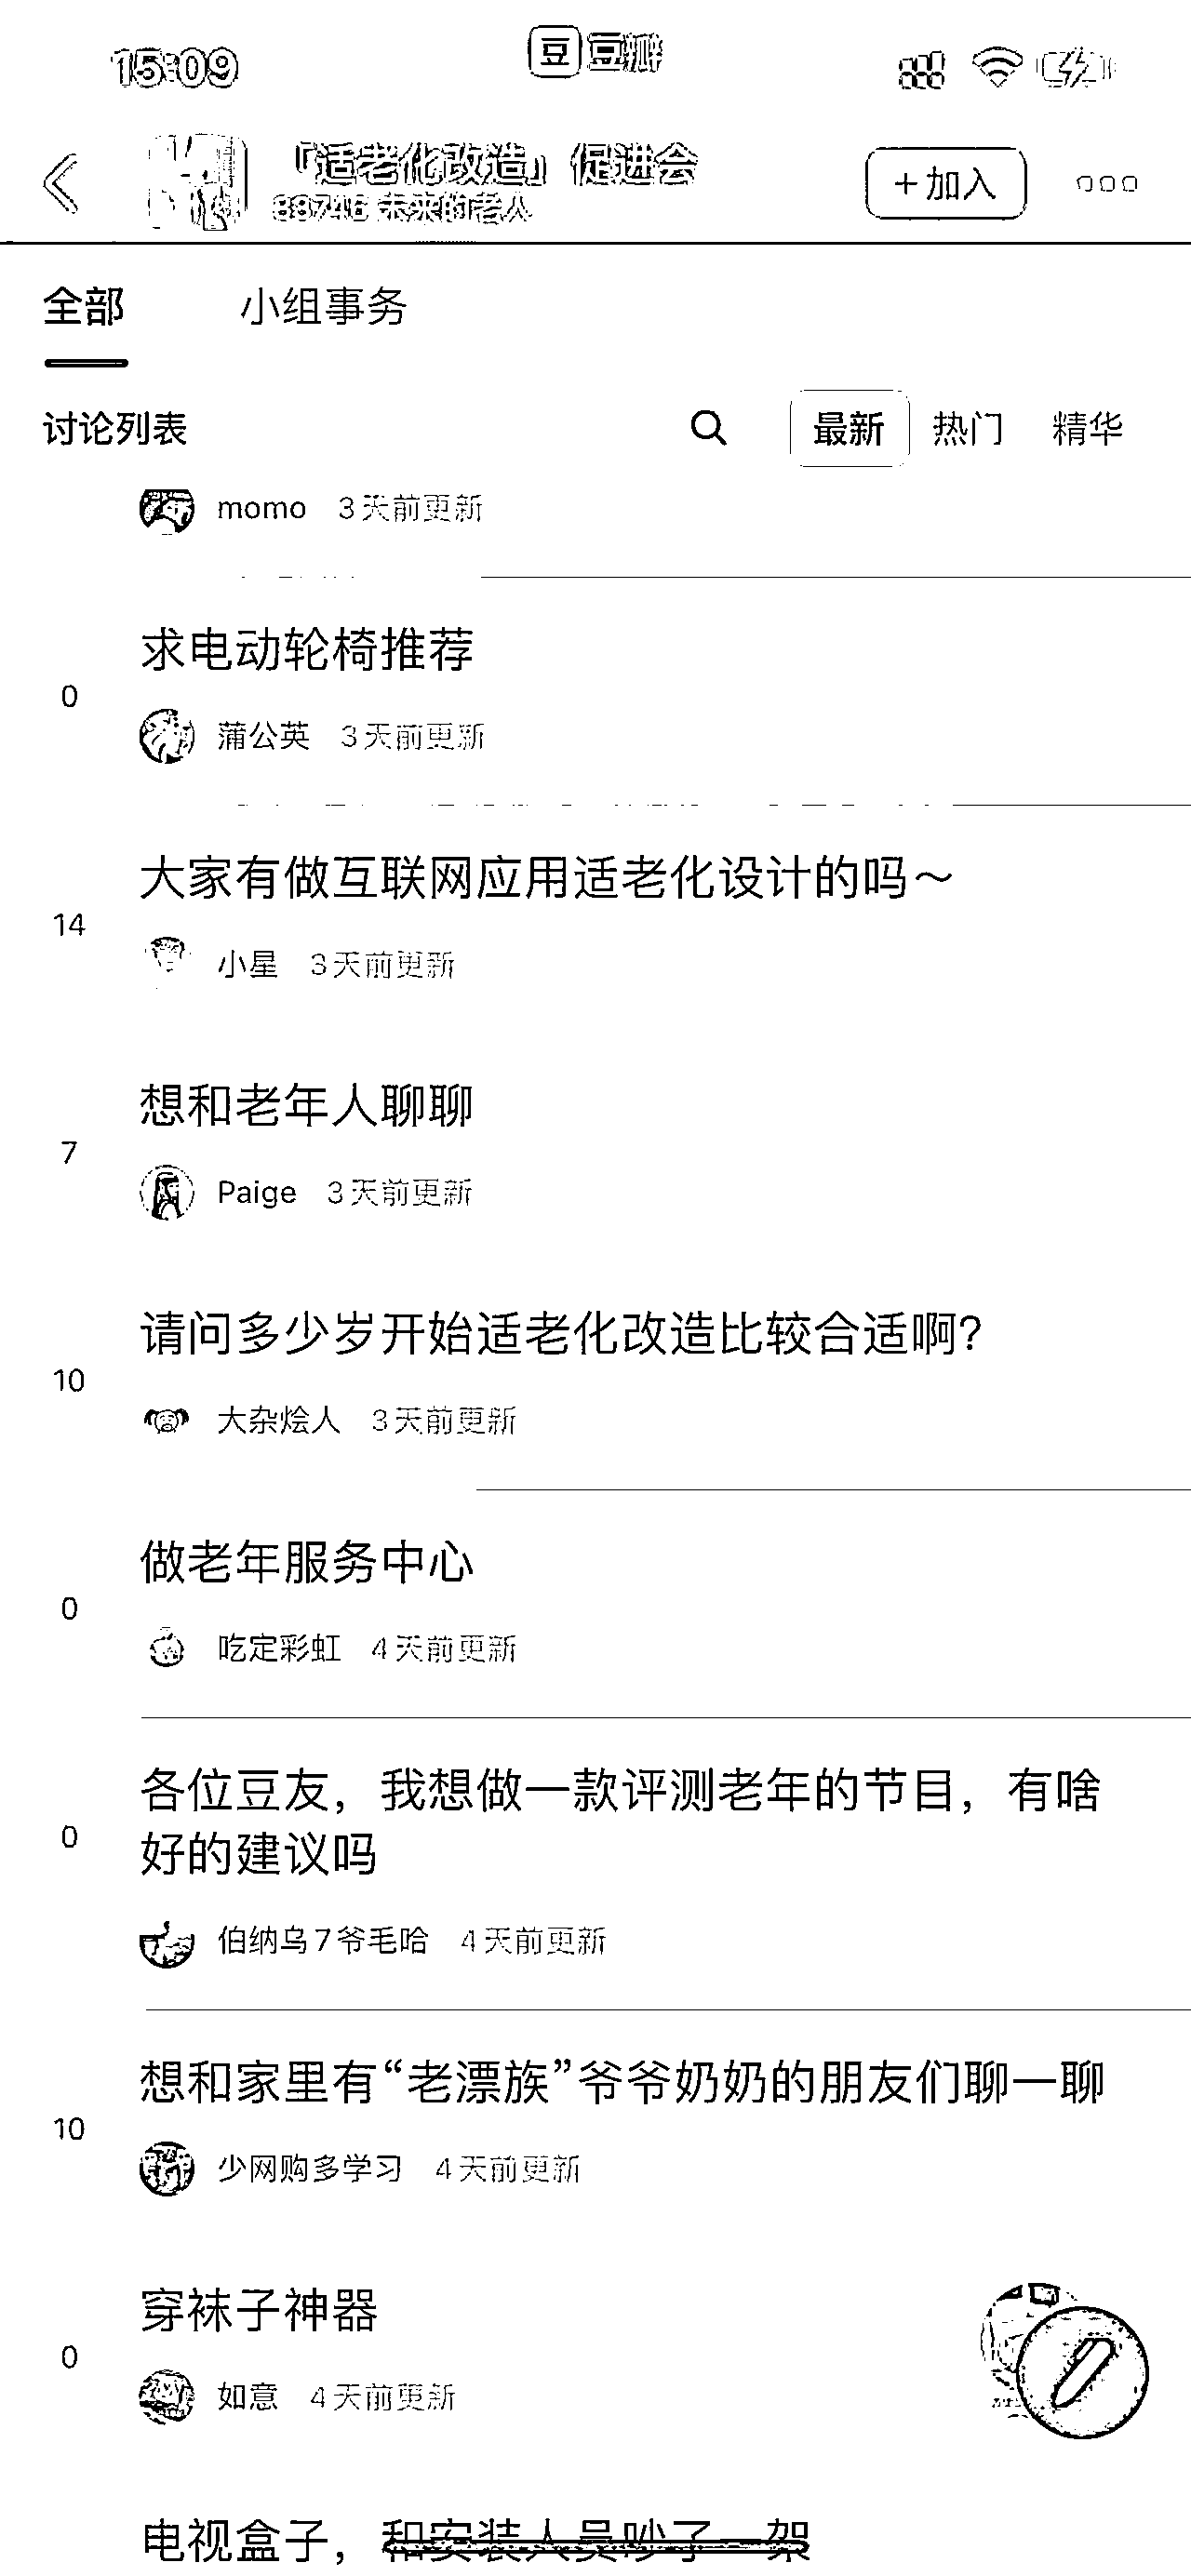 15:09
豆 豆瓣
「适老化改造」促进会
88746 未来的老人
+加入
全部 小组事务
讨论列表 最新 热门 精华
momo 3天前更新
求电动轮椅推荐
0
蒲公英 3天前更新
大家有做互联网应用适老化设计的吗～
14
小星 3天前更新
想和老年人聊聊
7
Paige 3天前更新
请问多少岁开始适老化改造比较合适啊?
10
大杂烩人 3天前更新
做老年服务中心
0
吃定彩虹 4天前更新
各位豆友，我想做一款评测老年的节目，有啥
0
好的建议吗
伯纳乌7爷毛哈 4天前更新
想和家里有“老漂族”爷爷奶奶的朋友们聊一聊
10
少网购多学习 4天前更新
穿袜子神器
0
如意 4天前更新
电视盒子，和安装人员吵了一架